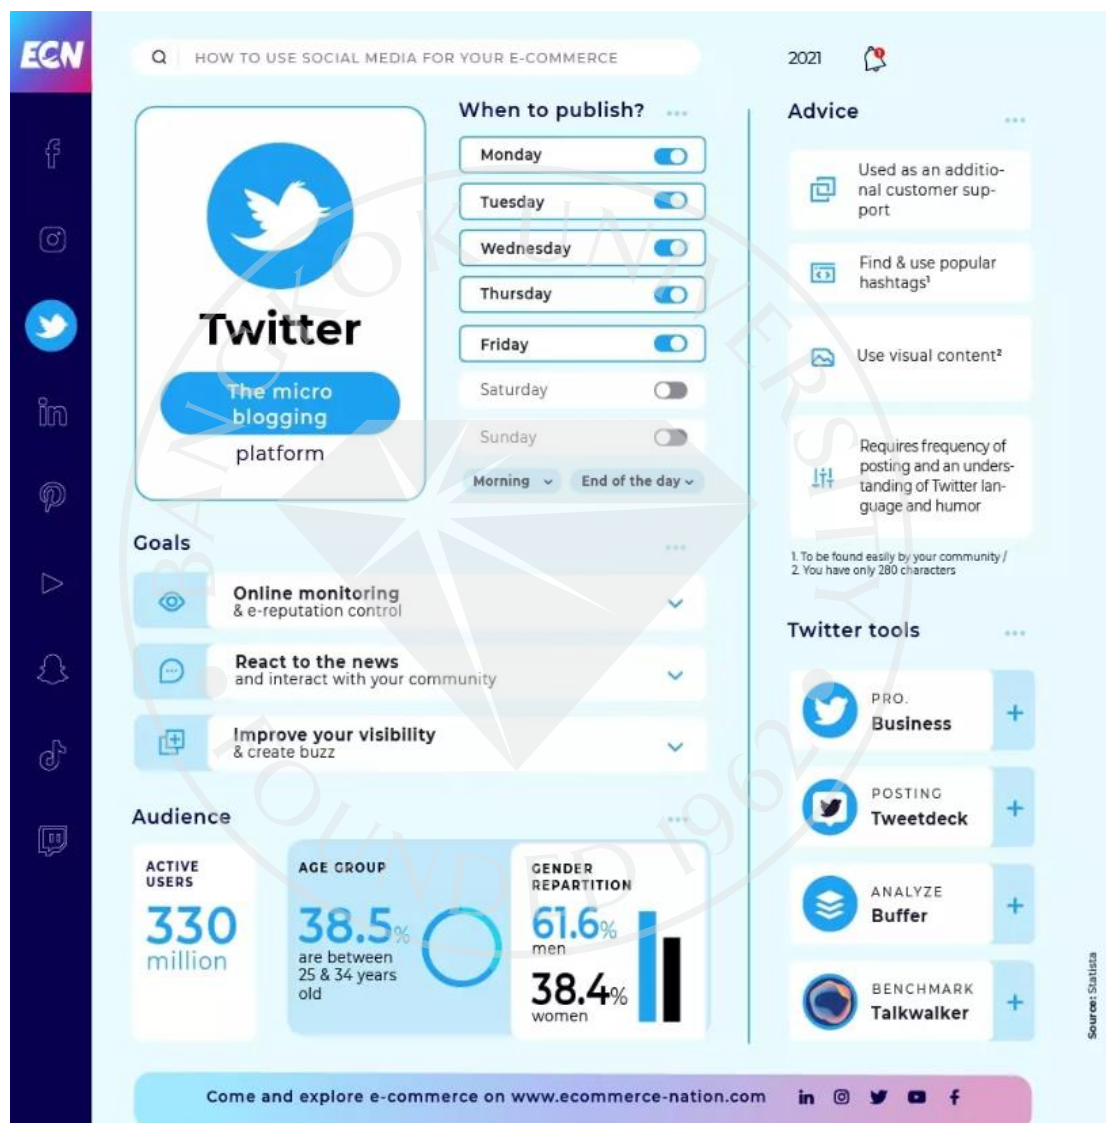 ECN
HOW TO USE SOCIAL MEDIA FOR YOUR E-COMMERCE
2021
Twitter
The micro
blogging
platform
When to publish?
Monday
Tuesday
Wednesday
Thursday
Friday
Saturday
Sunday
Morning
End of the day
Goals
Online monitoring
& e-reputation control
React to the news
and interact with your community
Improve your visibility
& create buzz
Audience
ACTIVE
USERS
330
million
AGE GROUP
38.5%
are between
25 & 34 years
old
GENDER
REPARTITION
61.6%
men
38.4%
women
Advice
Used as an additio-
nal customer sup-
port
Find & use popular
hashtags¹
Use visual content²
Requires frequency of
posting and an unders-
tanding of Twitter lan-
guage and humor
1. To be found easily by your community /
2. You have only 280 characters
Twitter tools
PRO.
Business
POSTING
Tweetdeck
ANALYZE
Buffer
BENCHMARK
Talkwalker
Source: Statista
Come and explore e-commerce on www.ecommerce-nation.com
BANGKOK UNIVERSITY
FOUNDED 1962